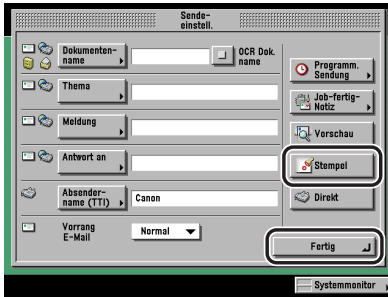 Sende-
einstell.
Dokumenten-
name
OCR Dok.
name
Programm.
Sendung
Thema
Job-fertig-
Notiz
Meldung
Vorschau
Antwort an
Stempel
Absender-
name (TTI)
Canon
Direkt
Vorrang
E-Mail
Normal
Fertig
Systemmonitor